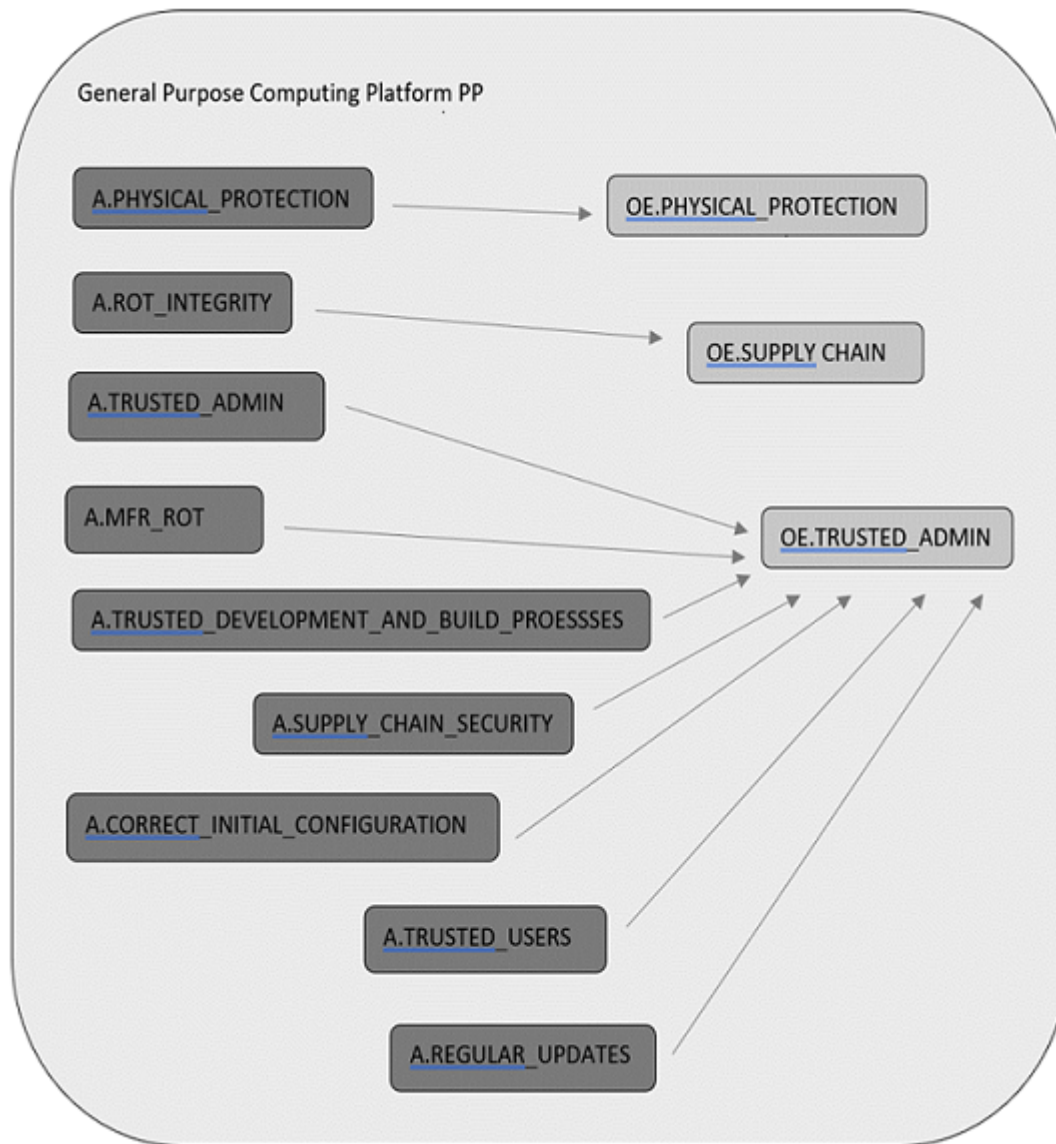 General Purpose Computing Platform PP
A.PHYSICAL_PROTECTION
OE.PHYSICAL_PROTECTION
A.ROT_INTEGRITY
OE.SUPPLY CHAIN
A.TRUSTED_ADMIN
A.MFR_ROT
OE.TRUSTED_ADMIN
A.TRUSTED_DEVELOPMENT_AND_BUILD_PROESSSES
A.SUPPLY_CHAIN_SECURITY
A.CORRECT_INITIAL_CONFIGURATION
A.TRUSTED_USERS
A.REGULAR_UPDATES